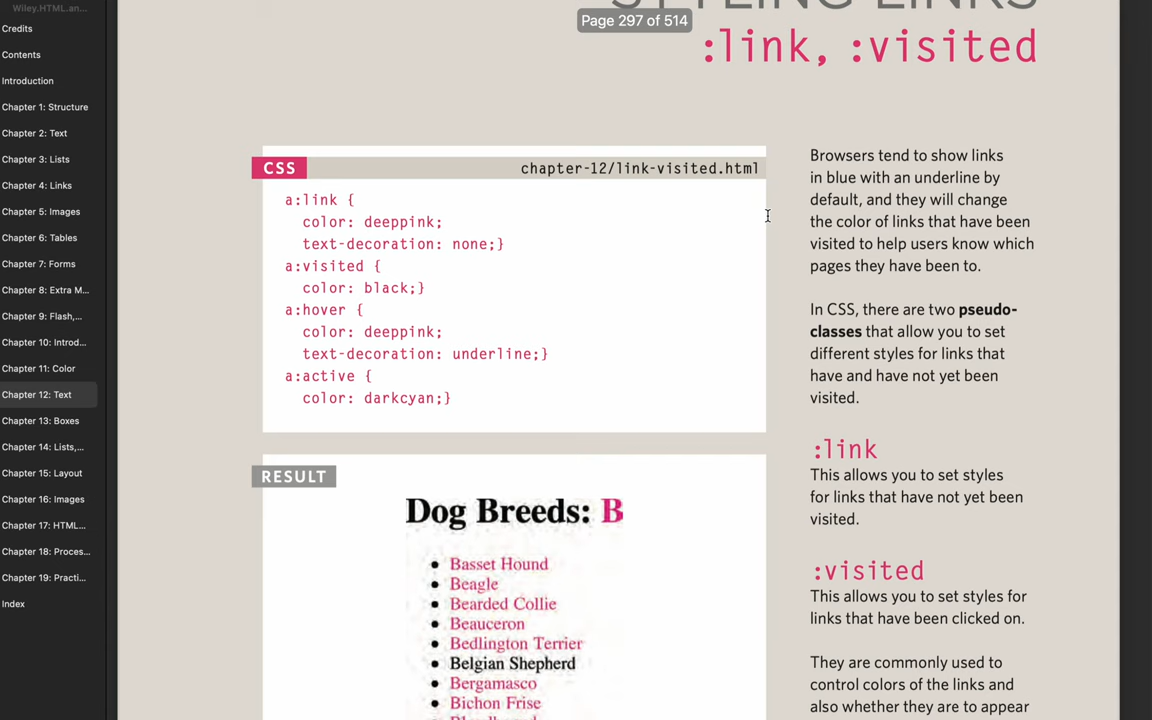 Wiley.HTML.an...
Credits
Contents
Introduction
Chapter 1: Structure
Chapter 2: Text
Chapter 3: Lists
Chapter 4: Links
Chapter 5: Images
Chapter 6: Tables
Chapter 7: Forms
Chapter 8: Extra M...
Chapter 9: Flash,...
Chapter 10: Introd...
Chapter 11: Color
Chapter 12: Text
Chapter 13: Boxes
Chapter 14: Lists,...
Chapter 15: Layout
Chapter 16: Images
Chapter 17: HTML...
Chapter 18: Proces...
Chapter 19: Practi...
Index
STYLING LINKS
Page 297 of 514
:link, :visited
CSS
chapter-12/link-visited.html
a:link {
color: deeppink;
text-decoration: none;}
a:visited {
color: black;}
a:hover {
color: deeppink;
text-decoration: underline;}
a:active {
color: darkcyan;}
RESULT
Dog Breeds: B
• Basset Hound
• Beagle
• Bearded Collie
• Beauceron
• Bedlington Terrier
• Belgian Shepherd
• Bergamasco
• Bichon Frise
Browsers tend to show links
in blue with an underline by
default, and they will change
the color of links that have been
visited to help users know which
pages they have been to.
In CSS, there are two pseudo-
classes that allow you to set
different styles for links that
have and have not yet been
visited.
:link
This allows you to set styles
for links that have not yet been
visited.
:visited
This allows you to set styles for
links that have been clicked on.
They are commonly used to
control colors of the links and
also whether they are to appear